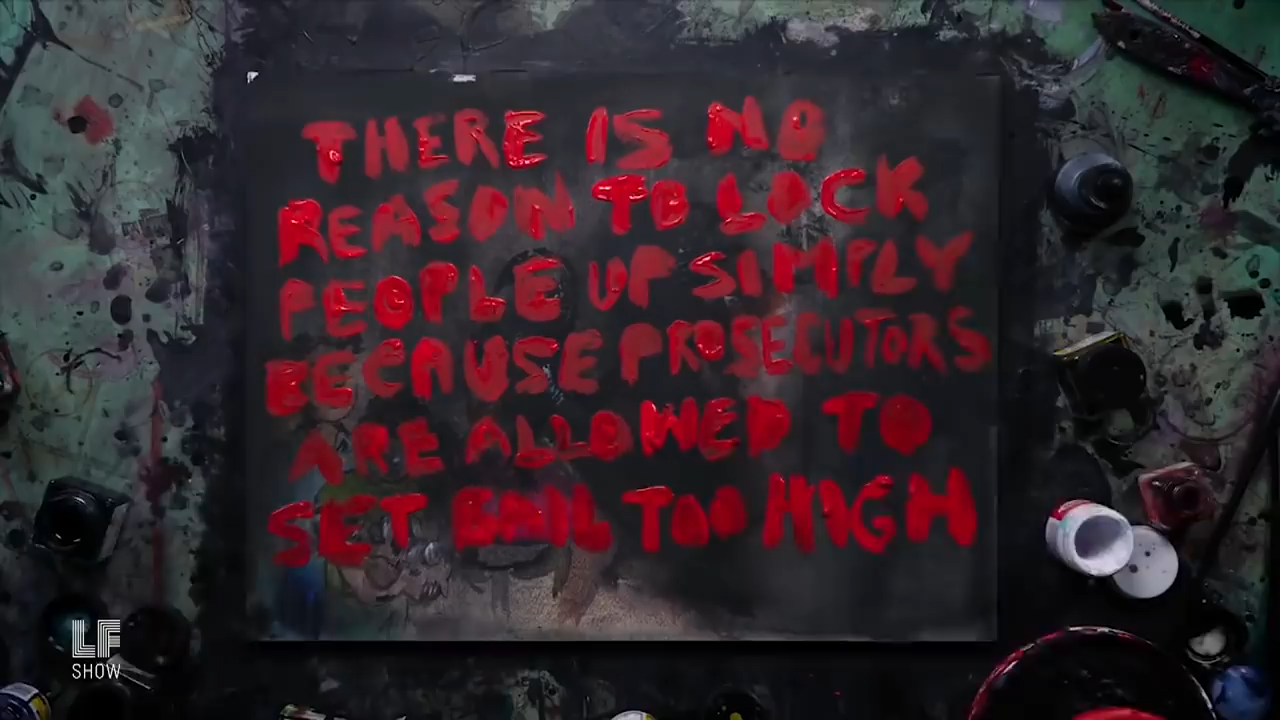 THERE IS NO
REASON TO LOCK
PEOPLE UP SIMPLY
BECAUSE PROSECUTORS
ARE ALLOWED TO
SET BAIL TOO HIGH
LF
SHOW